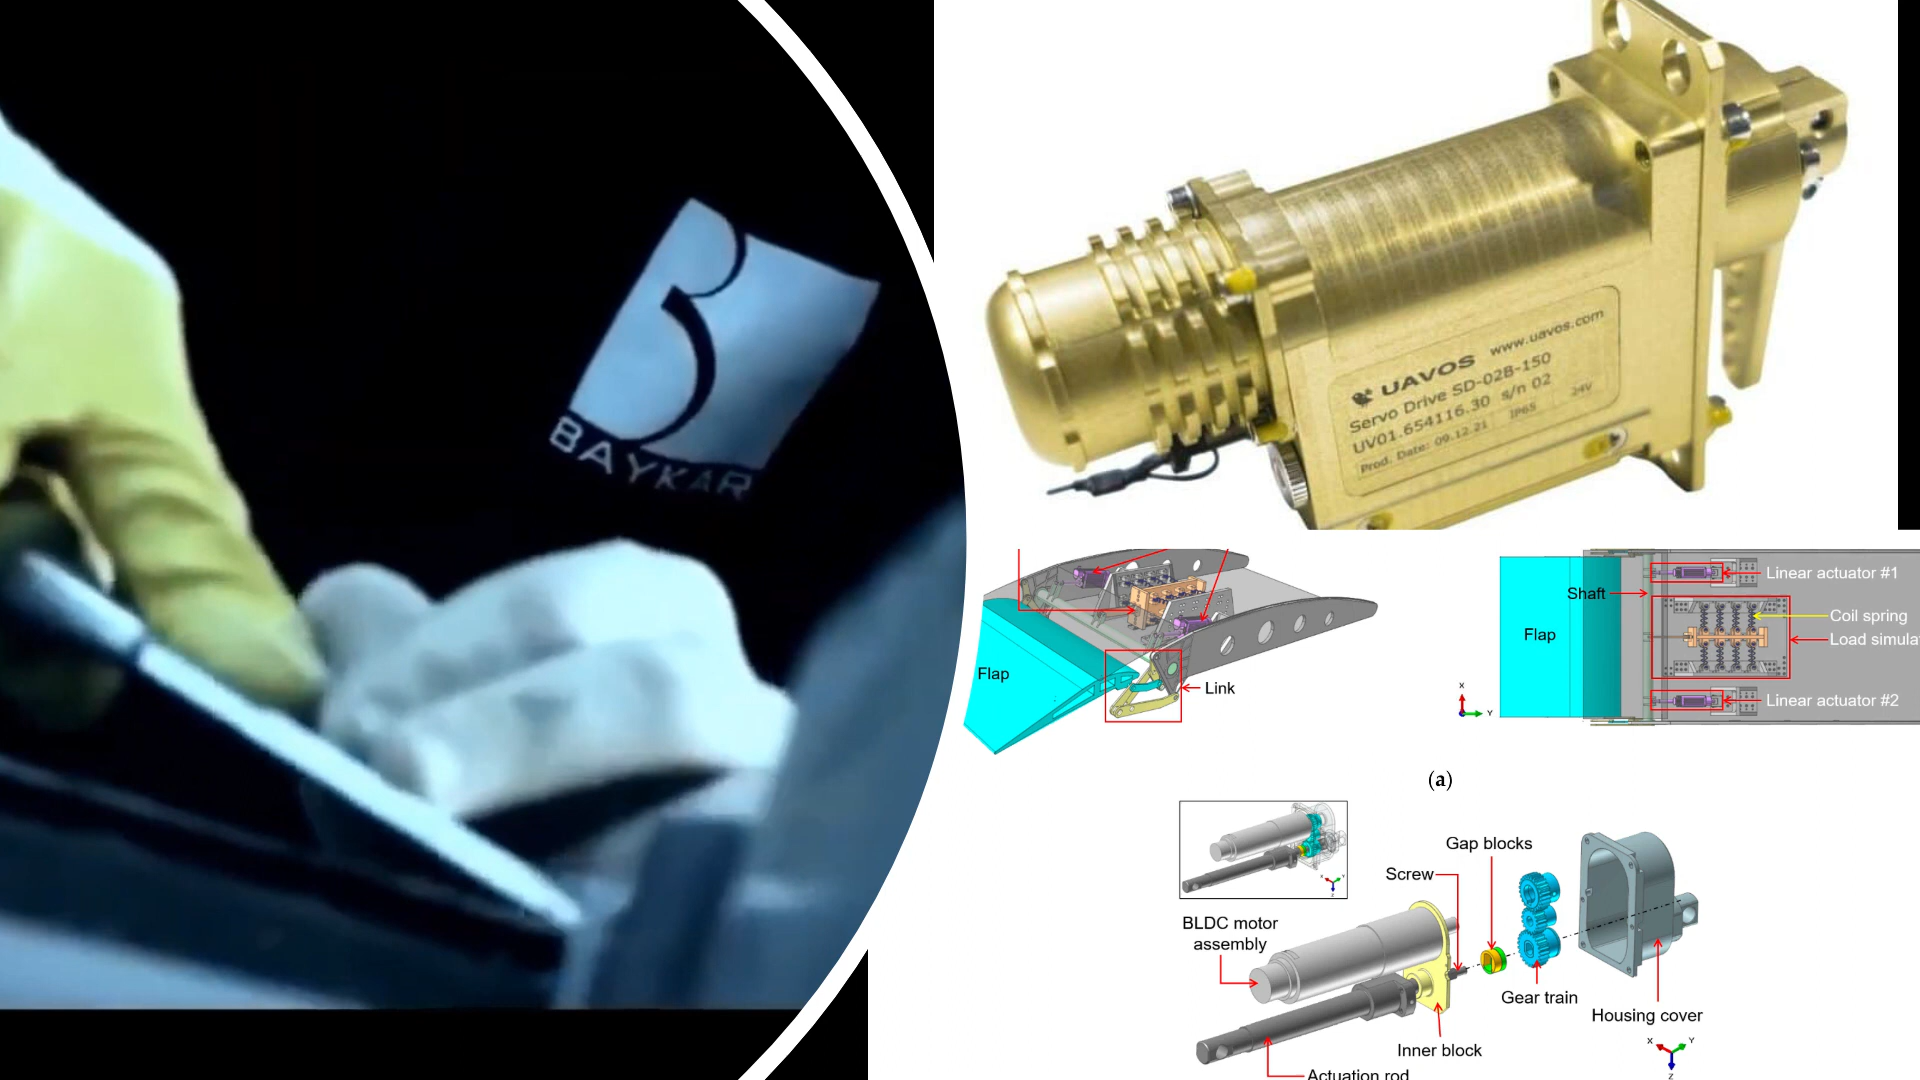 BAYKAR
UAVOS www.uavos.com
Servo Drive SD-02B-150
UV01.654116.30 s/n 02
Prod. Date: 09.12.21 IP65 24V
Flap
Link
Shaft
Flap
Linear actuator #1
Coil spring
Load simula
Linear actuator #2
X
Y
(a)
Gap blocks
Screw
BLDC motor
assembly
Gear train
Housing cover
Inner block
Actuation rod
X
Y
Z